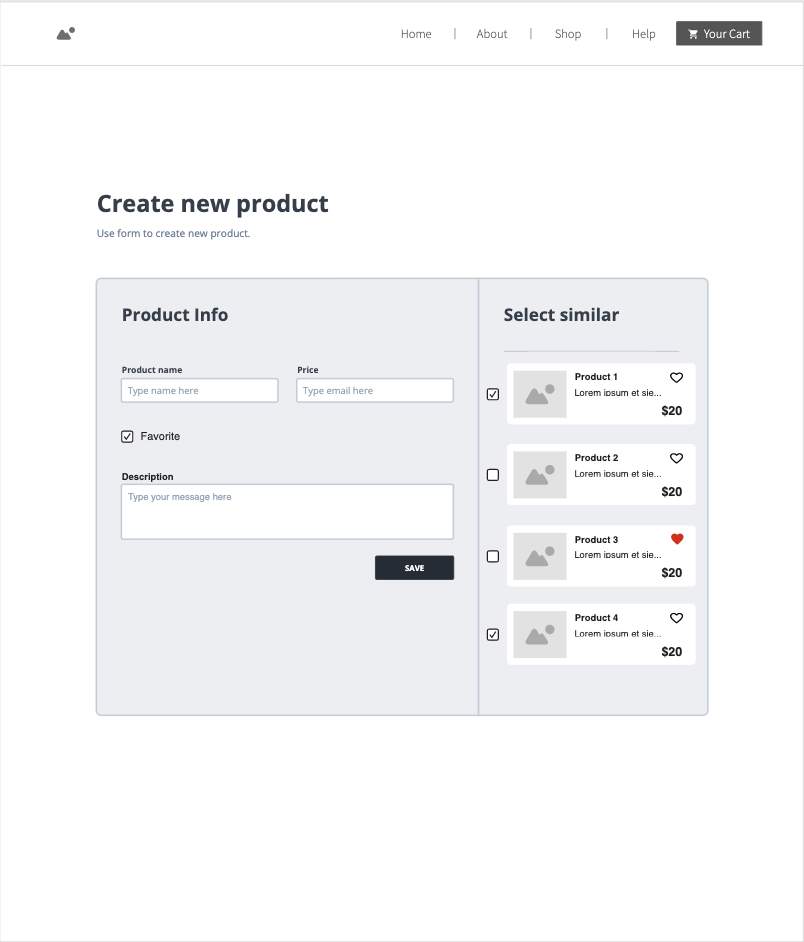 Home | About | Shop | Help Your Cart
Create new product
Use form to create new product.
Product Info
Product name Price
Type name here Type email here
Favorite
Description
Type your message here
SAVE
Select similar
Product 1
Lorem ipsum et sie...
$20
Product 2
Lorem ipsum et sie...
$20
Product 3
Lorem ipsum et sie...
$20
Product 4
Lorem ipsum et sie...
$20